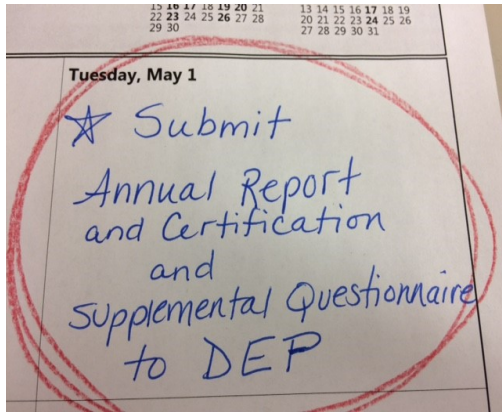 15 16 17 18 19 20 21
22 23 24 25 26 27 28
29 30
13 14 15 16 17 18 19
20 21 22 23 24 25 26
27 28 29 30 31
Tuesday, May 1
☆ Submit
Annual Report
and Certification
and
Supplemental Questionnaire
to DEP